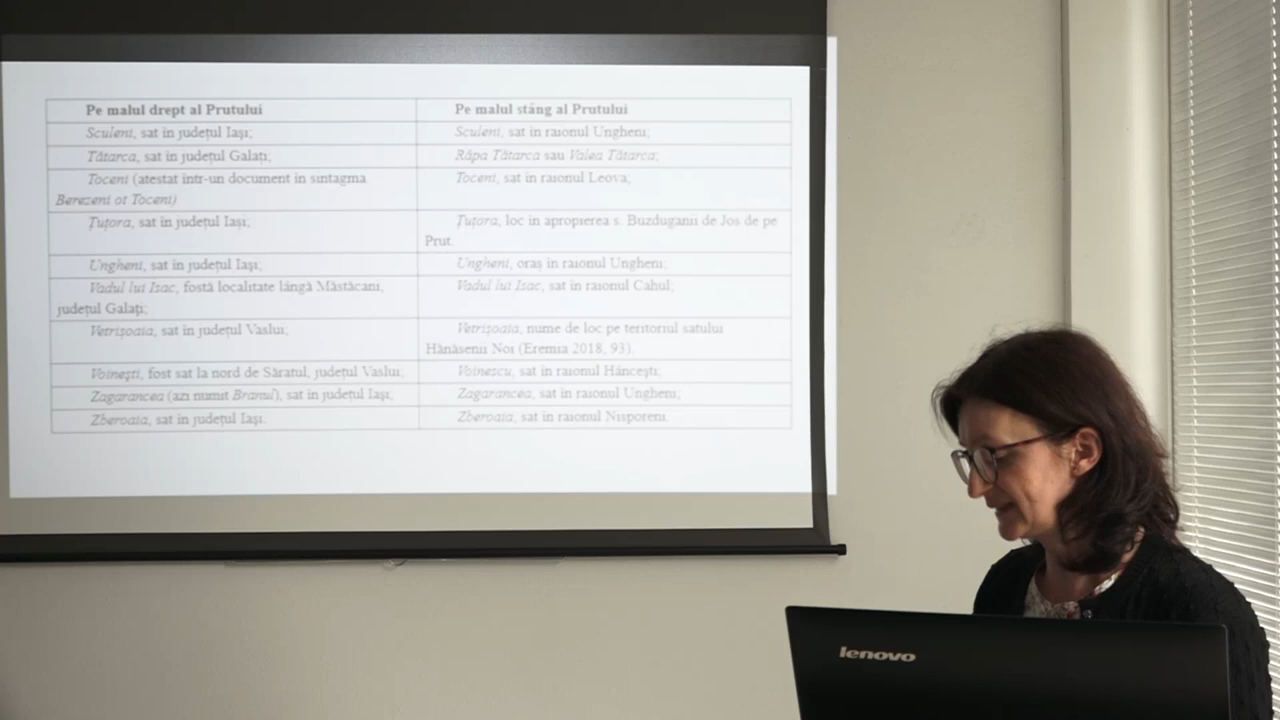 Pe malul drept al Prutului
Pe malul stâng al Prutului
Sculeni, sat în județul Iași;
Sculeni, sat în raionul Ungheni;
Tătarca, sat în județul Galați;
Râpa Tătarca sau Valea Tătarca;
Toceni (atestat într-un document în sintagma
Berezeni ot Toceni)
Toceni, sat în raionul Leova;
Țuțora, sat în județul Iași;
Țuțora, loc în apropierea s. Buzduganii de Jos de pe
Prut.
Ungheni, sat în județul Iași;
Ungheni, oraș în raionul Ungheni;
Vadul lui Isac, fostă localitate lângă Măstăcani,
județul Galați;
Vadul lui Isac, sat în raionul Cahul;
Vetrișoaia, sat în județul Vaslui;
Vetrișoaia, nume de loc pe teritoriul satului
Hănăsenii Noi (Eremia 2018, 93).
Voinești, fost sat la nord de Săratul, județul Vaslui;
Voinescu, sat în raionul Hâncești;
Zagarancea (azi numit Branul), sat în județul Iași;
Zagarancea, sat în raionul Ungheni;
Zberoaia, sat în județul Iași.
Zberoaia, sat în raionul Nisporeni.
lenovo